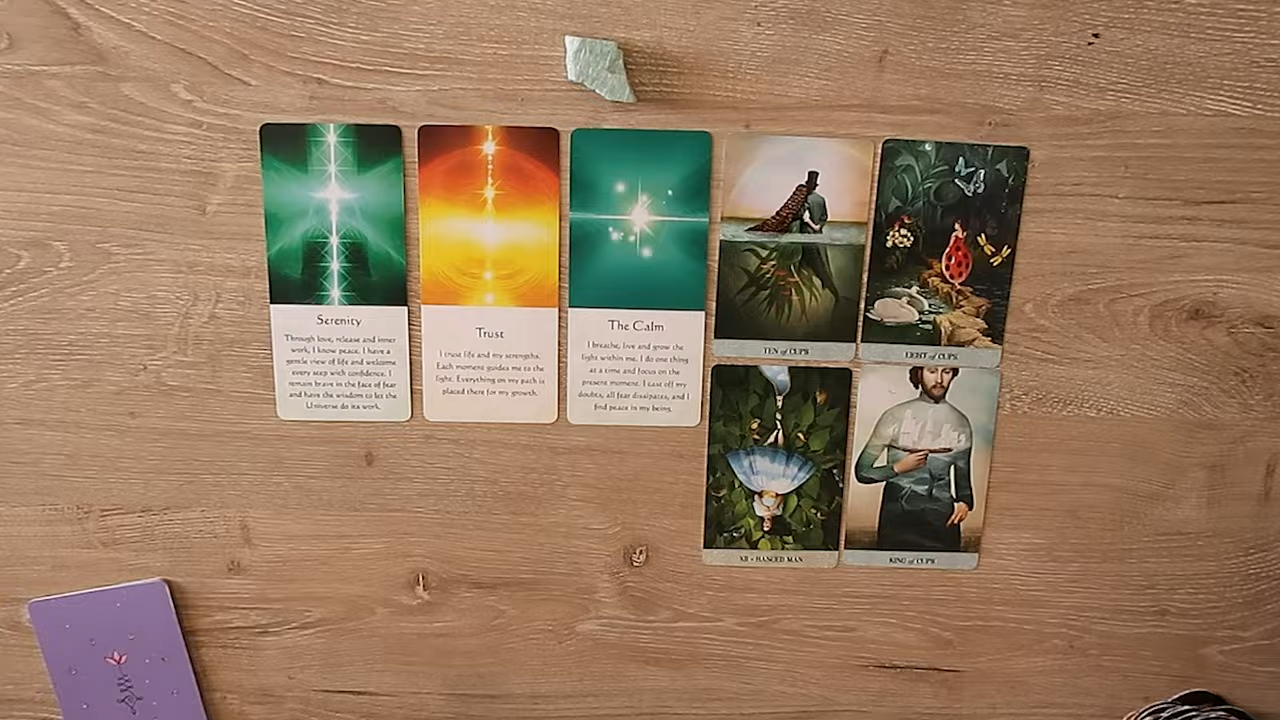 Serenity
Through love, release and inner
work, I know peace. I have a
gentle view of life and welcome
every step with confidence. I
remain brave in the face of fear
and have the wisdom to let the
Universe do its work.
Trust
I trust life and my strengths.
Each moment guides me to the
light. Everything on my path is
placed there for my growth.
The Calm
I breathe, live and grow the
light within me. I do one thing
at a time and focus on the
present moment. I cast off my
doubts, all fear dissipates, and I
find peace in my being.
TEN of CUPS
EIGHT of CUPS
XII • HANGED MAN
KING of CUPS